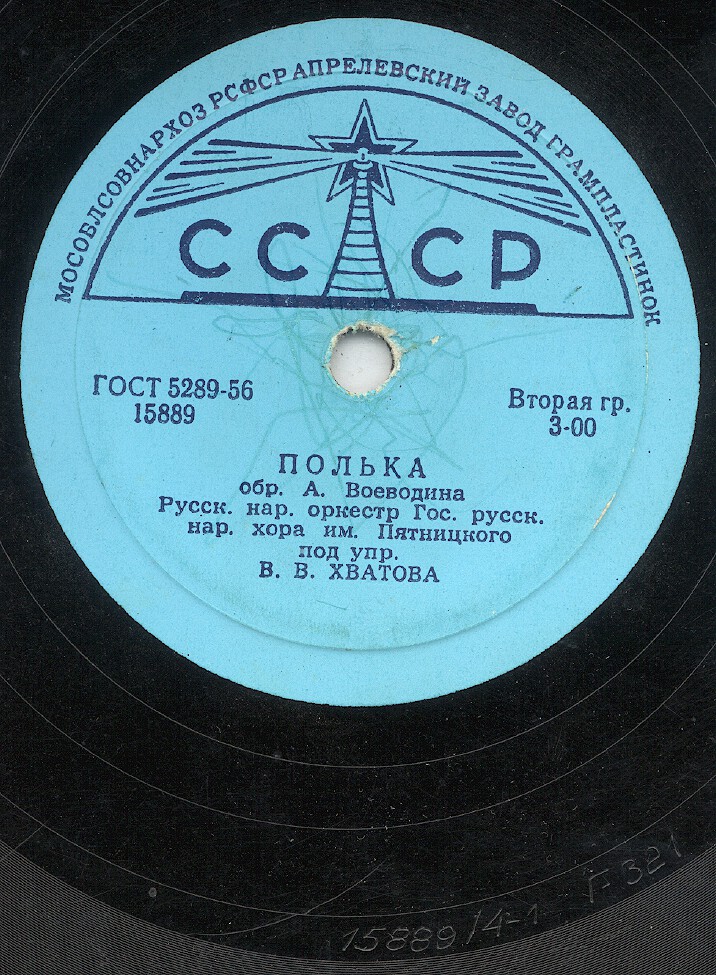 МОСОБЛСОВНАРХОЗ РСФСР АПРЕЛЕВСКИЙ ЗАВОД ГРАМПЛАСТИНОК
СССР
ГОСТ 5289-56
15889
Вторая гр.
3-00
ПОЛЬКА
обр. А. Воеводина
Русск. нар. оркестр Гос. русск.
нар. хора им. Пятницкого
под упр.
В. В. ХВАТОВА
15889/4-1 Г-321